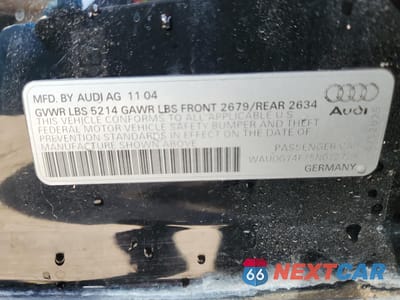 MFD. BY AUDI AG 11 04
GVWR LBS 5214 GAWR LBS FRONT 2679/REAR 2634
THIS VEHICLE CONFORMS TO ALL APPLICABLE
FEDERAL MOTOR VEHICLE SAFETY BUMPER AND THEFT
PREVENTION STANDARDS IN EFFECT ON THE DATE OF
MANUFACTURE SHOWN ABOVE.
Audi
PASSENGER CAR
GERMANY
66 NEXTCAR